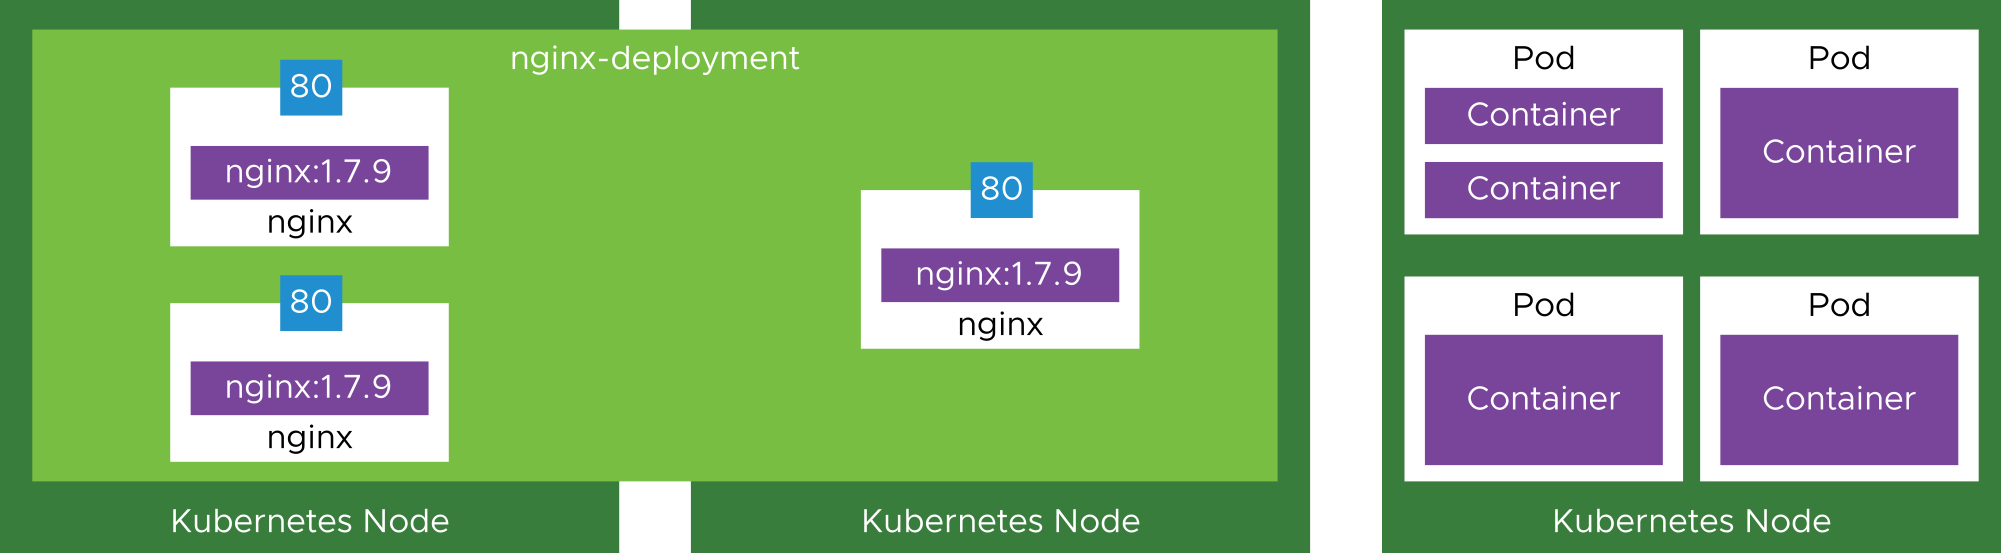 nginx-deployment
80
nginx:1.7.9
nginx
80
nginx:1.7.9
nginx
Kubernetes Node
80
nginx:1.7.9
nginx
Kubernetes Node
Pod
Container
Container
Pod
Container
Pod
Container
Pod
Container
Kubernetes Node